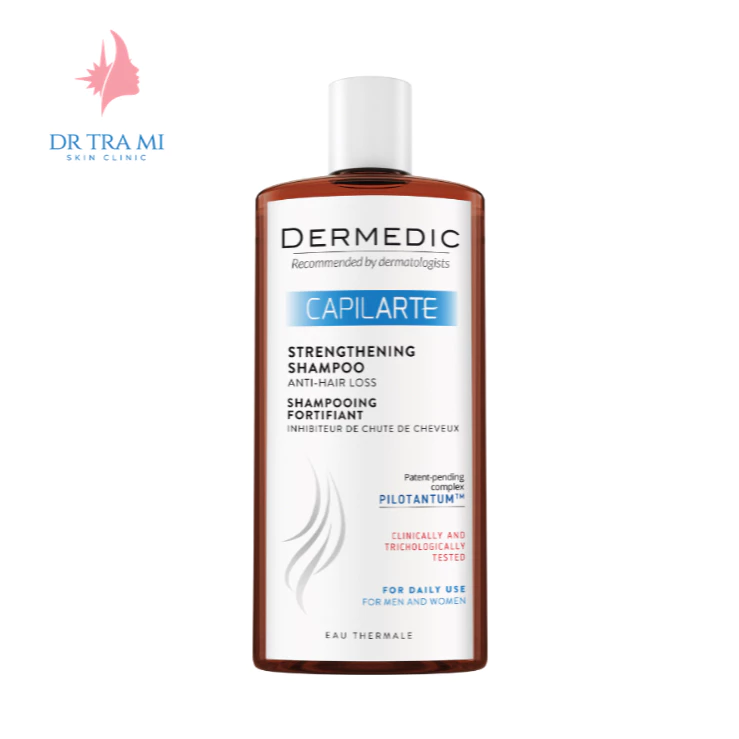 DR TRA MI
SKIN CLINIC
DERMEDIC
Recommended by dermatologists
CAPILARTE
STRENGTHENING
SHAMPOO
ANTI-HAIR LOSS
SHAMPOOING
FORTIFIANT
INHIBITEUR DE CHUTE DE CHEVEUX
Patent-pending
complex
PILOTANTUM™
CLINICALLY AND
TRICHOLOGICALLY
TESTED
FOR DAILY USE
FOR MEN AND WOMEN
EAU THERMALE